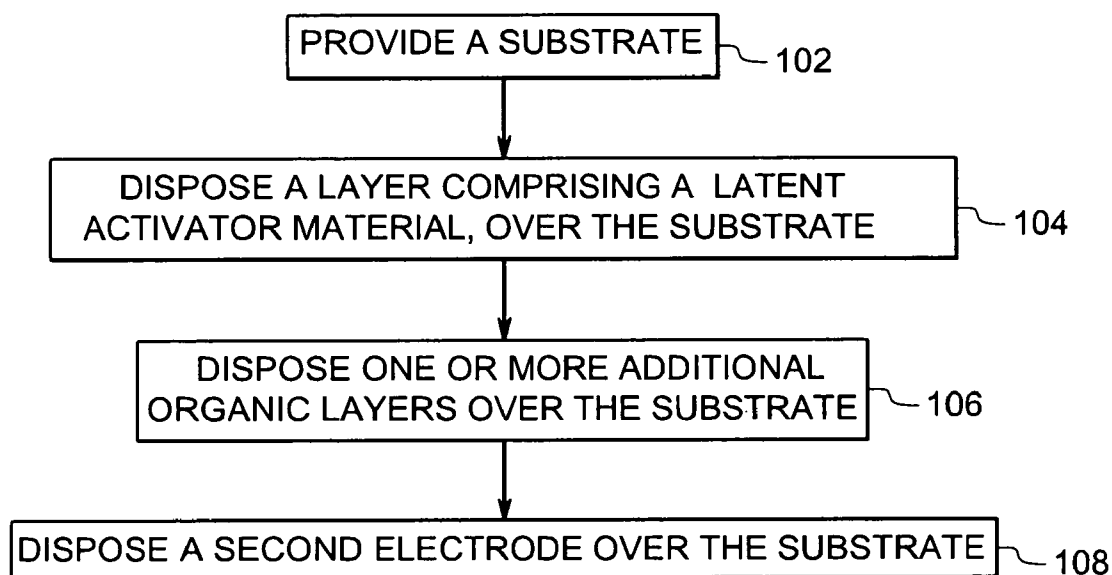 PROVIDE A SUBSTRATE
102
DISPOSE A LAYER COMPRISING A LATENT
ACTIVATOR MATERIAL, OVER THE SUBSTRATE
104
DISPOSE ONE OR MORE ADDITIONAL
ORGANIC LAYERS OVER THE SUBSTRATE
106
DISPOSE A SECOND ELECTRODE OVER THE SUBSTRATE
108